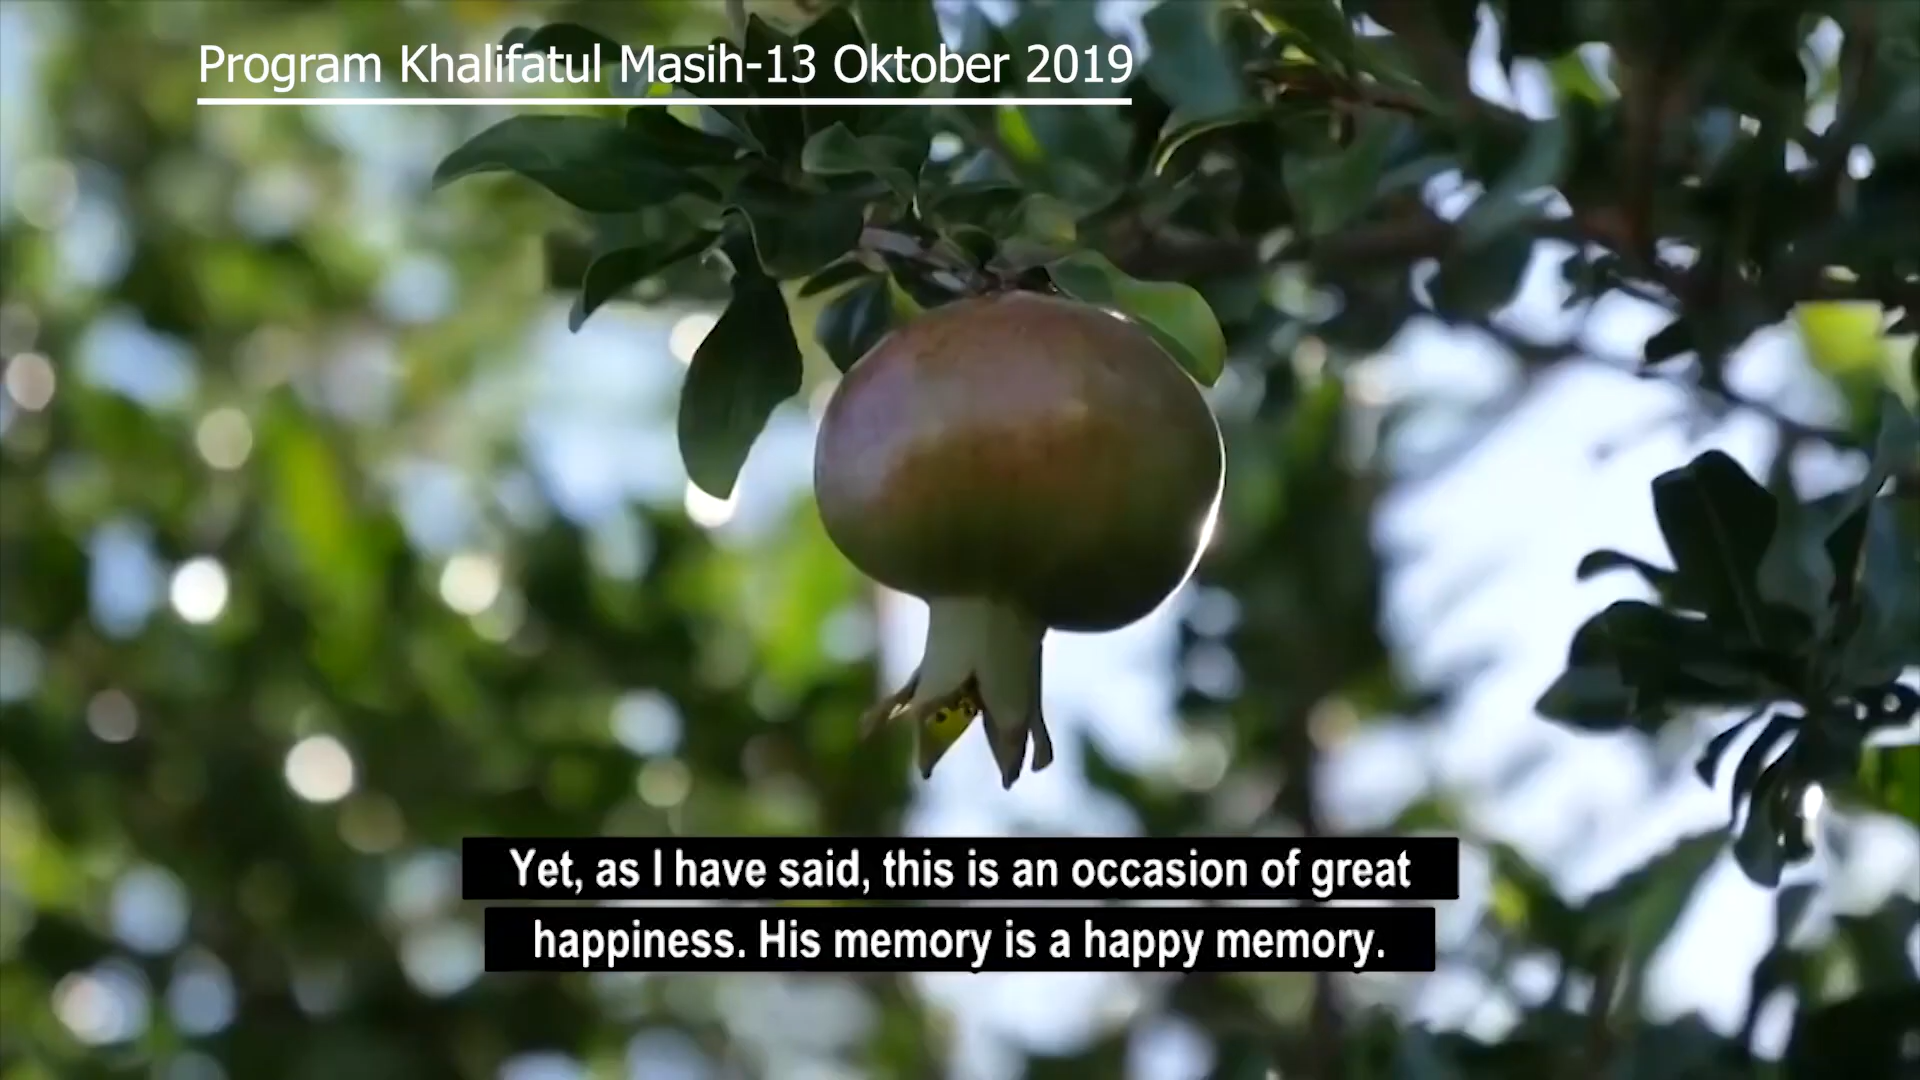 Program Khalifatul Masih-13 Oktober 2019
Yet, as I have said, this is an occasion of great
happiness. His memory is a happy memory.